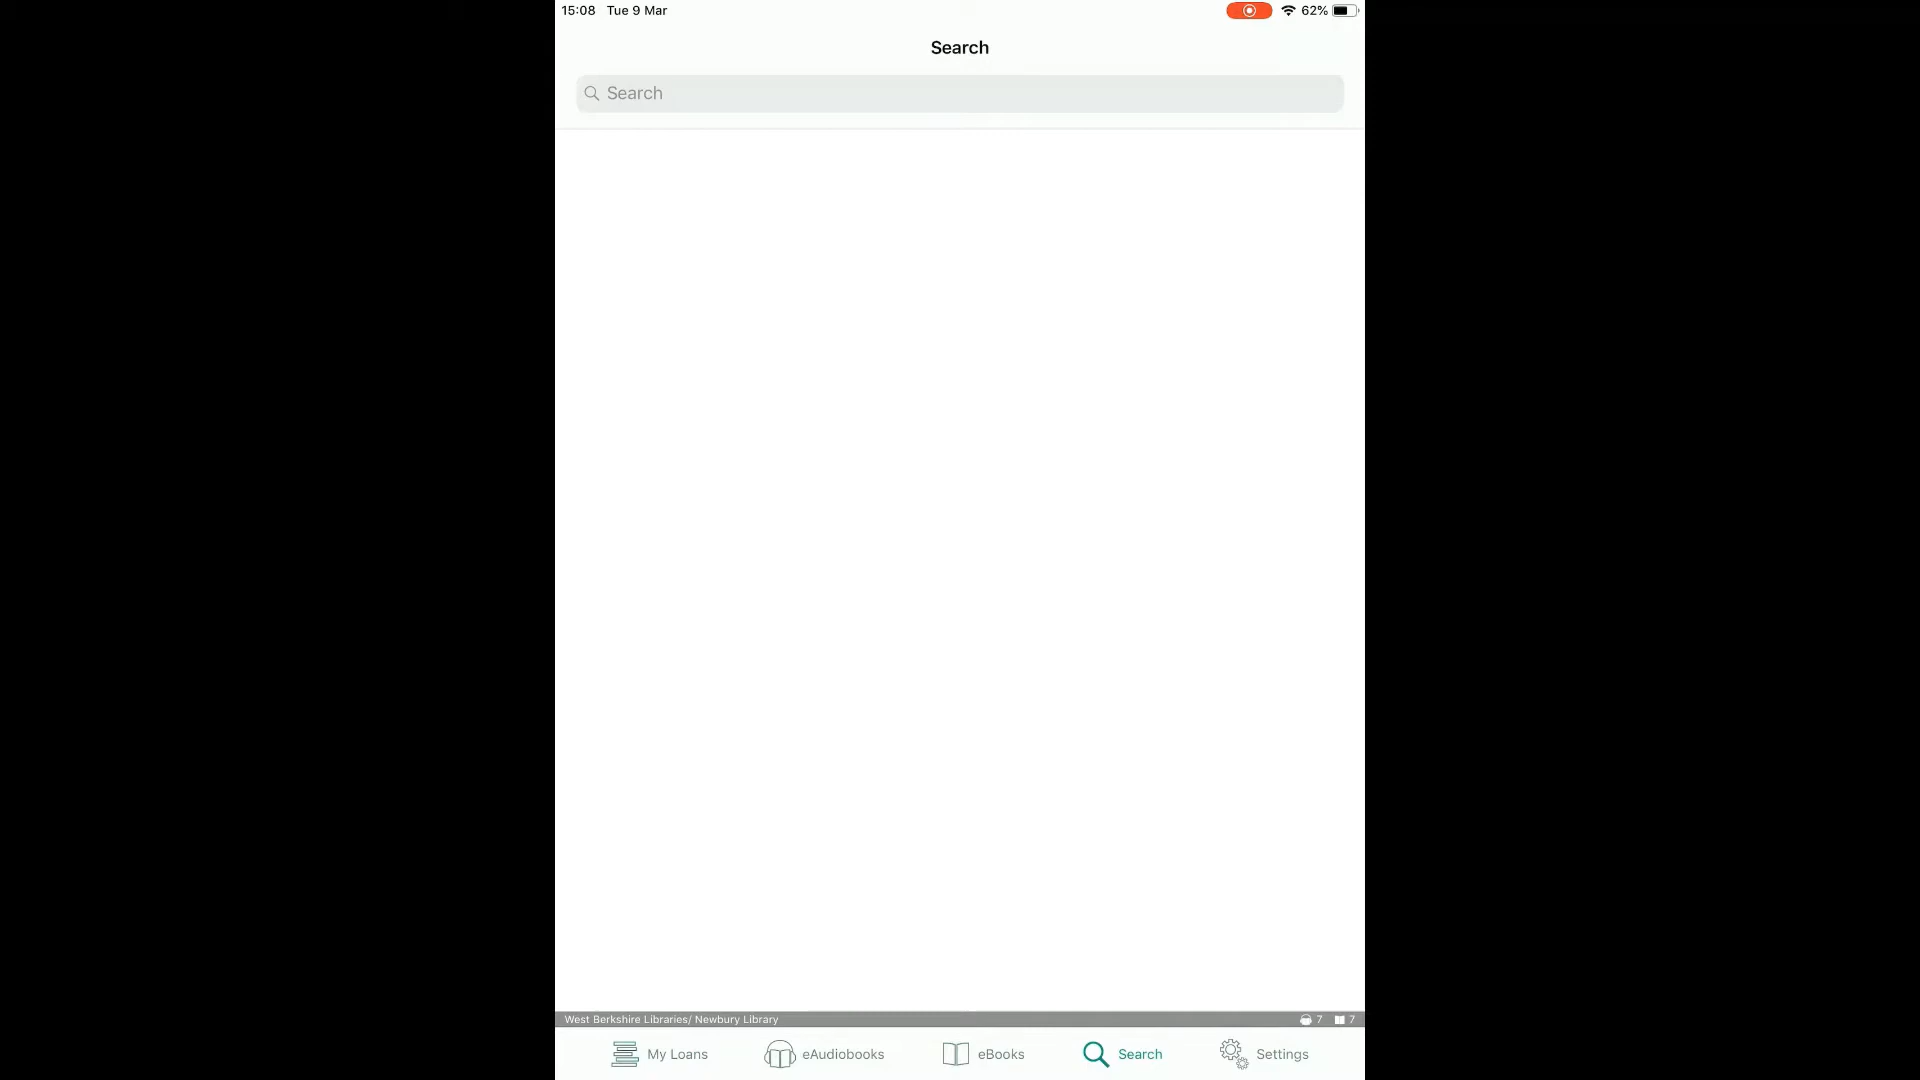 15:08 Tue 9 Mar 62%
Search
Search
West Berkshire Libraries/ Newbury Library 7 7
My Loans eAudiobooks eBooks Search Settings